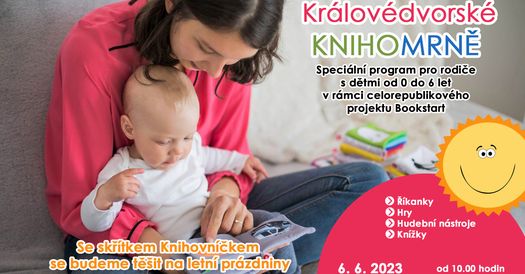 Královédvorské
KNIHOMRNĚ
Speciální program pro rodiče
s dětmi od 0 do 6 let
v rámci celorepublikového
projektu Bookstart
Říkanky
Hry
Hudební nástroje
Knížky
Se skřítkem Knihovníčkem
se budeme těšit na letní prázdniny
6. 6. 2023 od 10.00 hodin